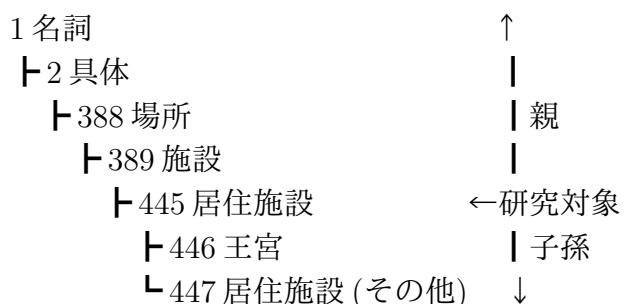 1 名詞 ↑
┣ 2 具体 ┃
┣ 388 場所 ┃ 親
┣ 389 施設 ┃
┣ 445 居住施設 ←研究対象
┣ 446 王宮 ┃ 子孫
┗ 447 居住施設 (その他) ↓